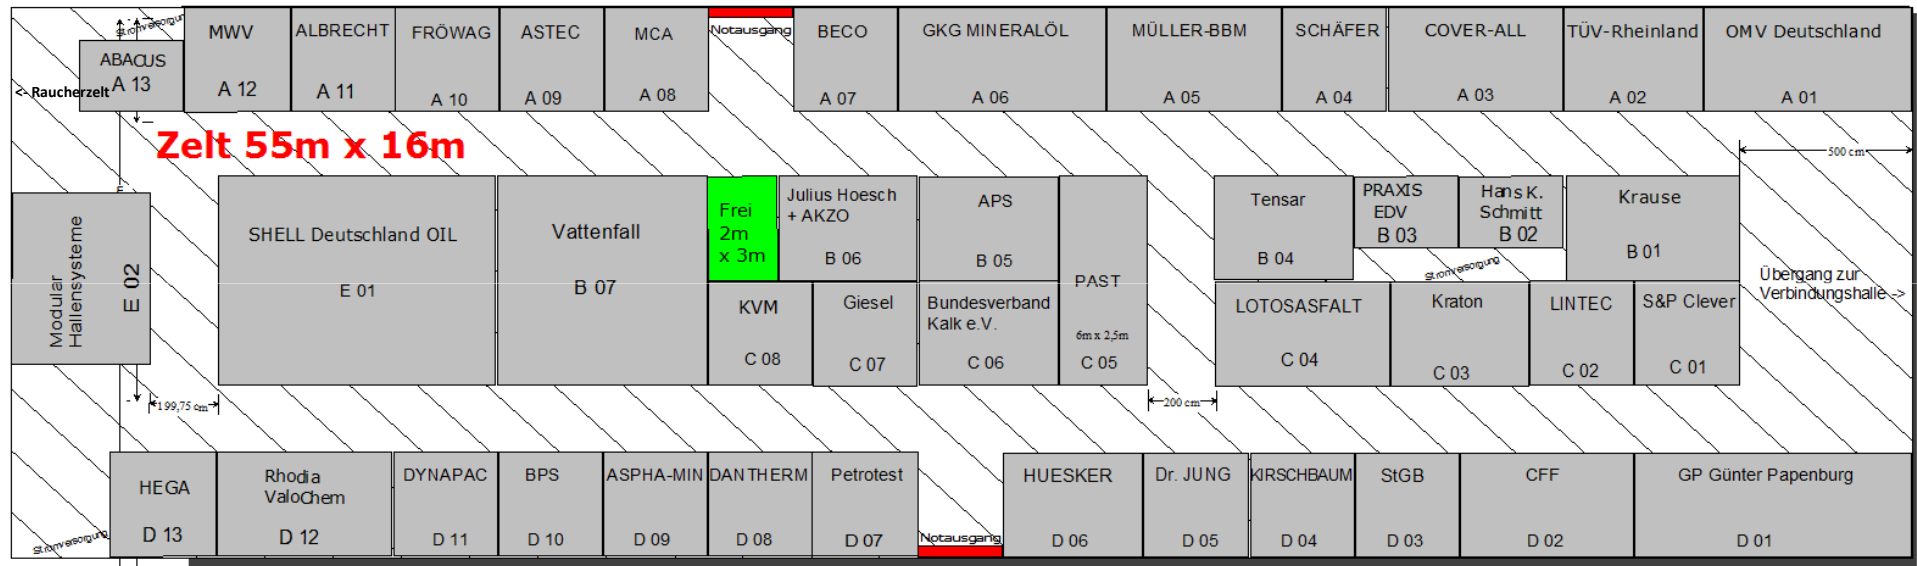 Stromversorgung
MWV
A 12
ALBRECHT
A 11
FRÖWAG
A 10
ASTEC
A 09
MCA
A 08
Notausgang
BECO
A 07
GKG MINERALÖL
A 06
MÜLLER-BBM
A 05
SCHÄFER
A 04
COVER-ALL
A 03
TÜV-Rheinland
A 02
OMV Deutschland
A 01
ABACUS
A 13
<- Raucherzelt
Zelt 55m x 16m
500 cm
Modular
Hallensysteme
E 02
SHELL Deutschland OIL
E 01
Vattenfall
B 07
Frei
2m
x 3m
Julius Hoesch
+ AKZO
B 06
APS
B 05
PAST
6m x 2,5m
C 05
Tensar
B 04
PRAXIS
EDV
B 03
Hans K.
Schmitt
B 02
Krause
B 01
Stromversorgung
Übergang zur
Verbindungshalle ->
KVM
C 08
Giesel
C 07
Bundesverband
Kalk e.V.
C 06
LOTOSASFALT
C 04
Kraton
C 03
LINTEC
C 02
S&P Clever
C 01
199,75 cm
200 cm
HEGA
D 13
Rhodia
ValoChem
D 12
DYNAPAC
D 11
BPS
D 10
ASPHA-MIN
D 09
DANTHERM
D 08
Petrotest
D 07
Notausgang
HUESKER
D 06
Dr. JUNG
D 05
KIRSCHBAUM
D 04
StGB
D 03
CFF
D 02
GP Günter Papenburg
D 01
Stromversorgung